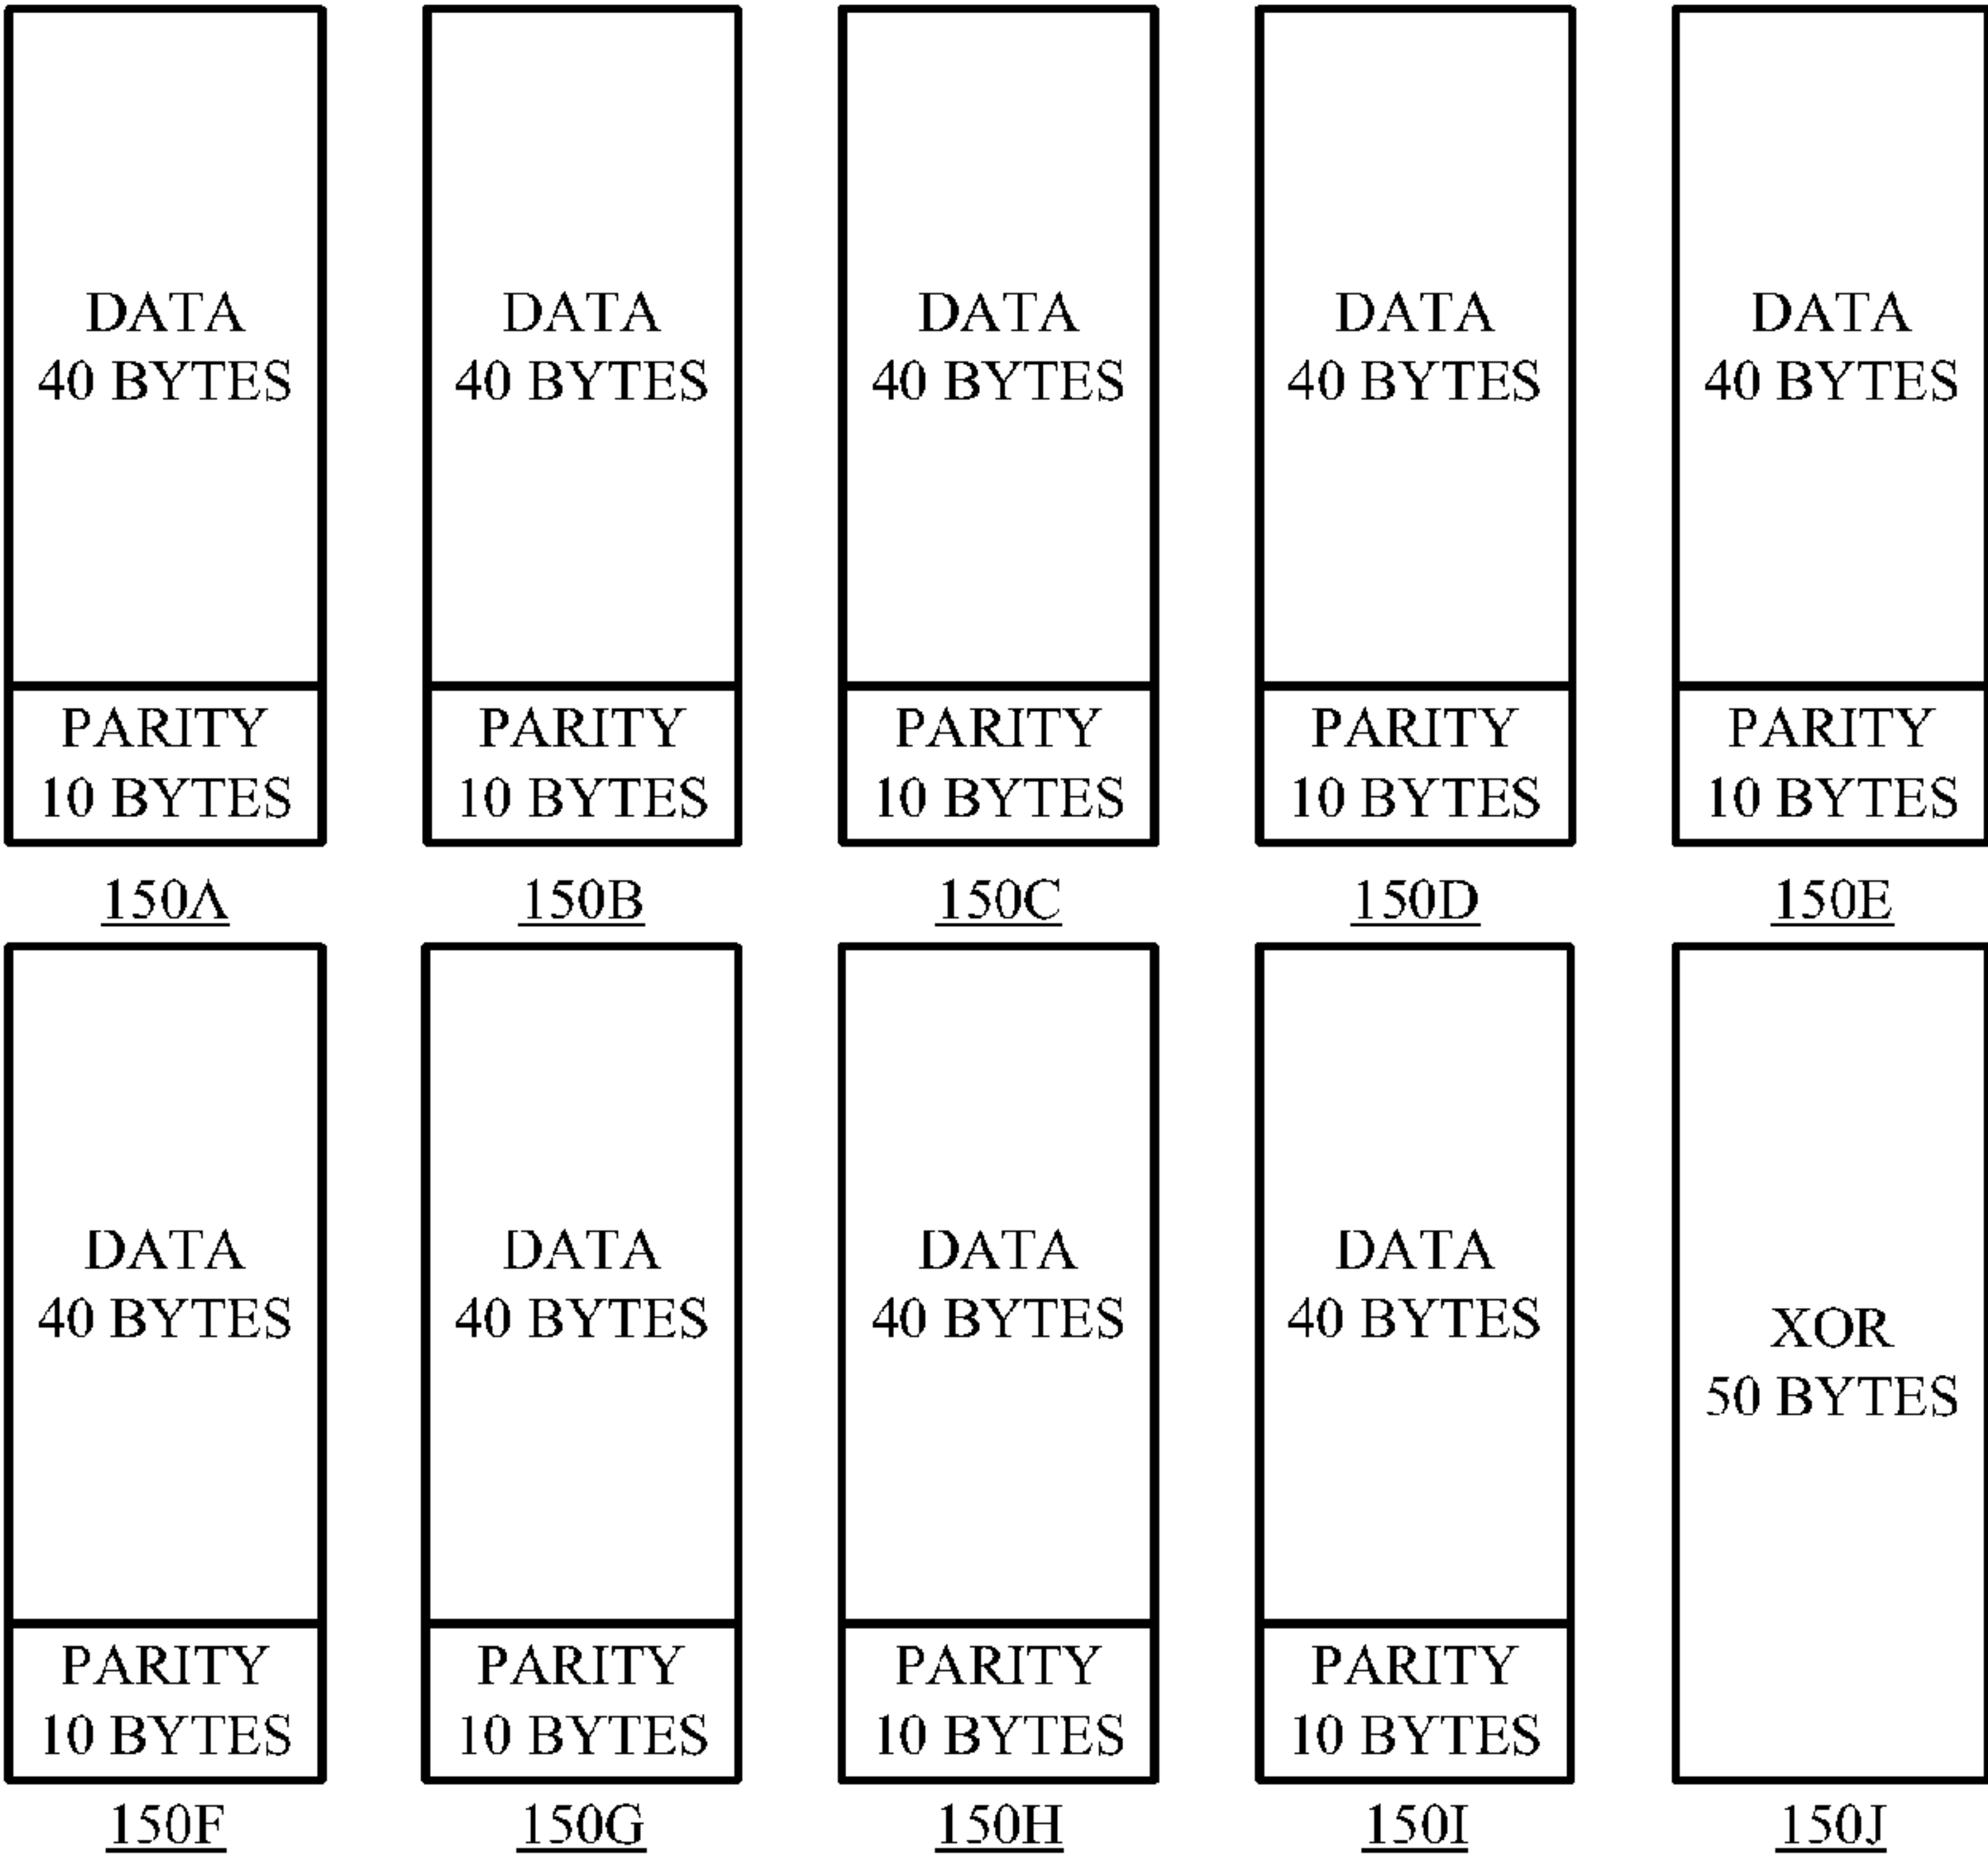 DATA
40 BYTES
PARITY
10 BYTES
150A
DATA
40 BYTES
PARITY
10 BYTES
150B
DATA
40 BYTES
PARITY
10 BYTES
150C
DATA
40 BYTES
PARITY
10 BYTES
150D
DATA
40 BYTES
PARITY
10 BYTES
150E
DATA
40 BYTES
PARITY
10 BYTES
150F
DATA
40 BYTES
PARITY
10 BYTES
150G
DATA
40 BYTES
PARITY
10 BYTES
150H
DATA
40 BYTES
PARITY
10 BYTES
150I
XOR
50 BYTES
150J